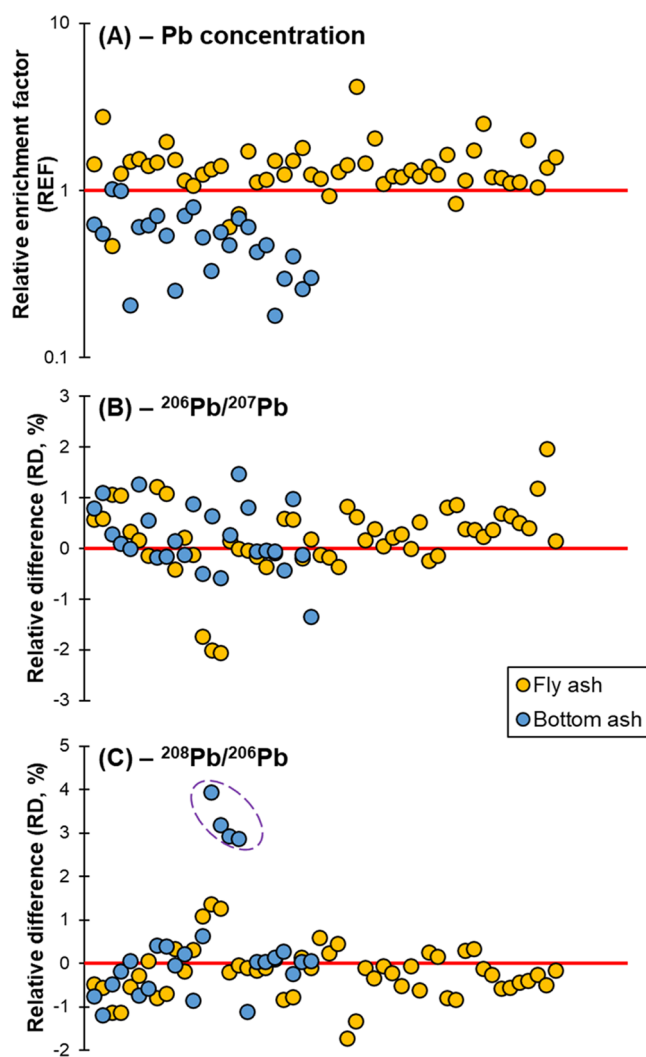 (A) – Pb concentration
Relative enrichment factor
(REF)
10
1
0.1
(B) – ²⁰⁶Pb/²⁰⁷Pb
Relative difference (RD, %)
3
2
1
0
-1
-2
-3
Fly ash
Bottom ash
(C) – ²⁰⁸Pb/²⁰⁶Pb
Relative difference (RD, %)
5
4
3
2
1
0
-1
-2